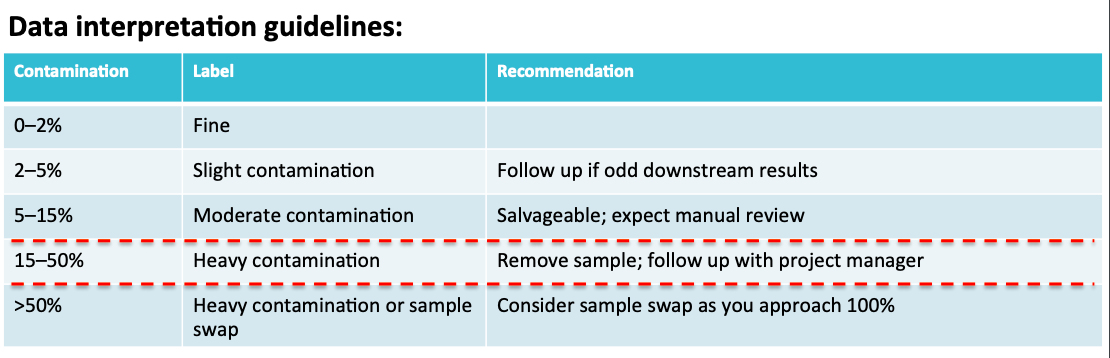 Data interpretation guidelines:
Contamination Label Recommendation
0–2% Fine
2–5% Slight contamination Follow up if odd downstream results
5–15% Moderate contamination Salvageable; expect manual review
15–50% Heavy contamination Remove sample; follow up with project manager
>50% Heavy contamination or sample Consider sample swap as you approach 100%
swap